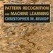 PATTERN RECOGNITION
AND MACHINE LEARNING
CHRISTOPHER M. BISHOP